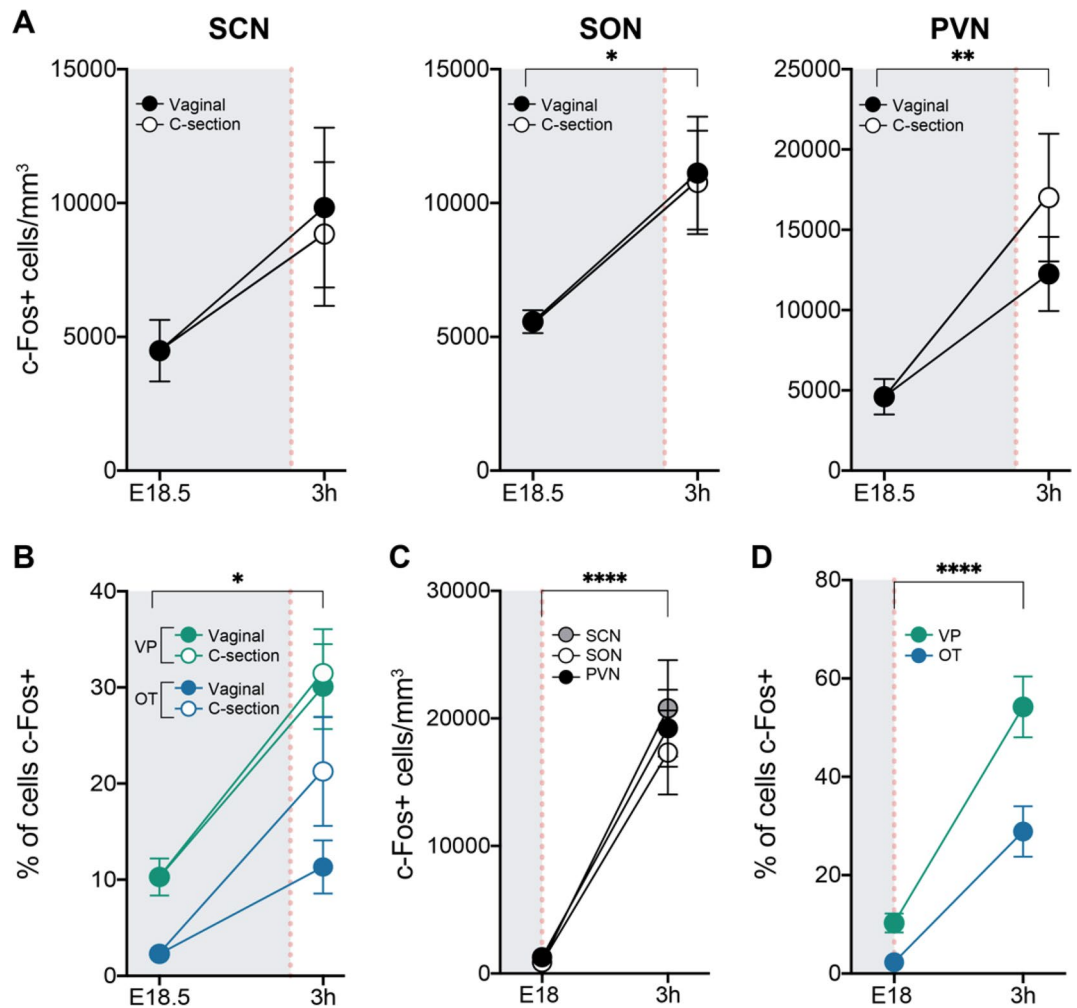 A
SCN
SON
PVN
c-Fos+ cells/mm³
15000
10000
5000
0
Vaginal
C-section
E18.5
3h
*
15000
10000
5000
0
Vaginal
C-section
E18.5
3h
**
25000
20000
15000
10000
5000
0
Vaginal
C-section
E18.5
3h
B
% of cells c-Fos+
*
40
30
20
10
0
VP
Vaginal
C-section
OT
Vaginal
C-section
E18.5
3h
C
c-Fos+ cells/mm³
****
30000
20000
10000
0
SCN
SON
PVN
E18
3h
D
% of cells c-Fos+
****
80
60
40
20
0
VP
OT
E18
3h